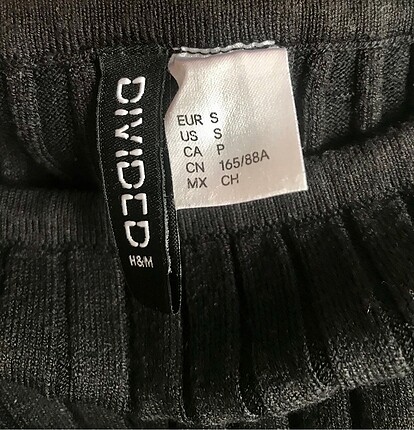 DIVIDED
H&M
EUR S
US S
CA P
CN 165/88A
MX CH